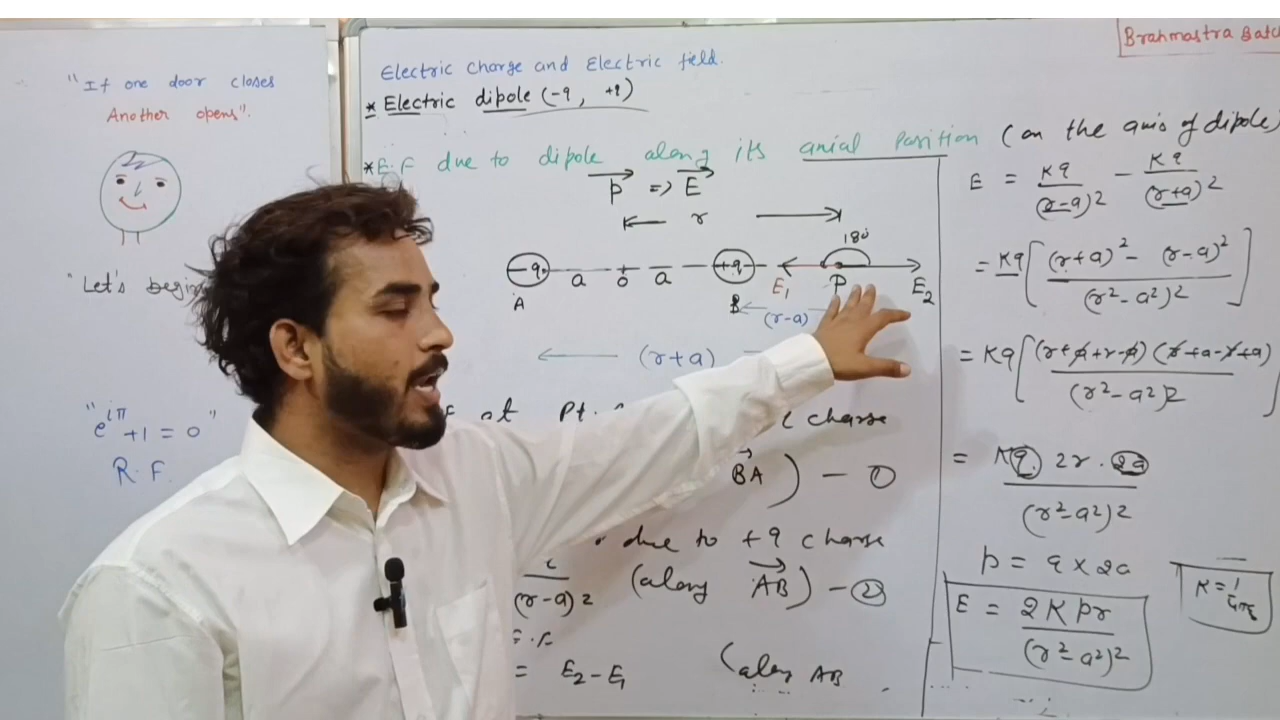 "If one door closes
Another opens".
"Let's begin
"e^iπ + 1 = 0"
R.F.
Brahmastra Batch
Electric charge and Electric field.
* Electric dipole (-q, +q)
* E.F due to dipole along its axial Position (on the axis of dipole)
p⃗ => E⃗
← r →
180°
-q a o a +q E₁ P E₂
A B
← (r-a)
← (r+a)
at Pt.
charge
BA⃗ ) - ①
due to +q charge
(r-a)² (along AB⃗ ) - ②
= E₂ - E₁ (along AB
E = Kq/(r-a)² - Kq/(r+a)²
= Kq [ (r+a)² - (r-a)² / (r²-a²)² ]
= Kq [ (r+a+r-a) (r+a-r+a) / (r²-a²)2 ]
= Kq . 2r . 2a / (r²-a²)2
p = q × 2a
E = 2Kpr / (r²-a²)²